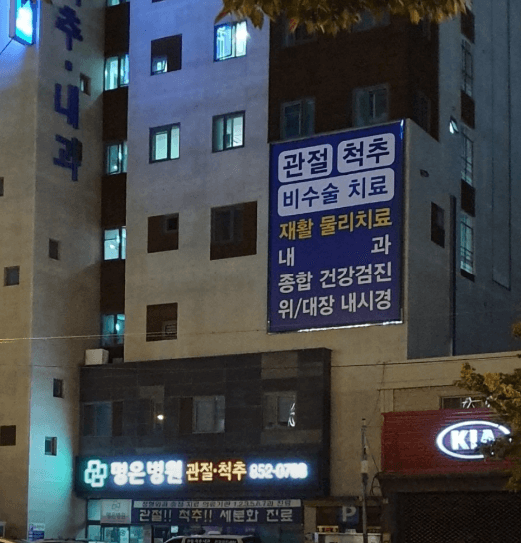 추·내과
관절 척추
비수술 치료
재활 물리치료
내 과
종합 건강검진
위/대장 내시경
명은병원 관절·척추 852-0758
KIA
관절!! 척추!! 세분화 진료
P